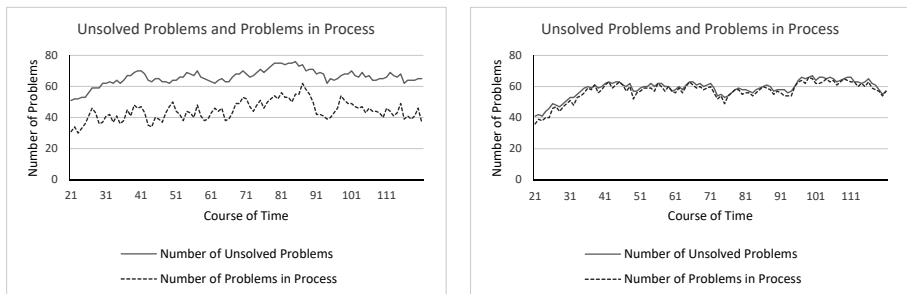 Unsolved Problems and Problems in Process
Number of Problems
80
60
40
20
0
21 31 41 51 61 71 81 91 101 111
Course of Time
Number of Unsolved Problems
Number of Problems in Process
Unsolved Problems and Problems in Process
Number of Problems
80
60
40
20
0
21 31 41 51 61 71 81 91 101 111
Course of Time
Number of Unsolved Problems
Number of Problems in Process